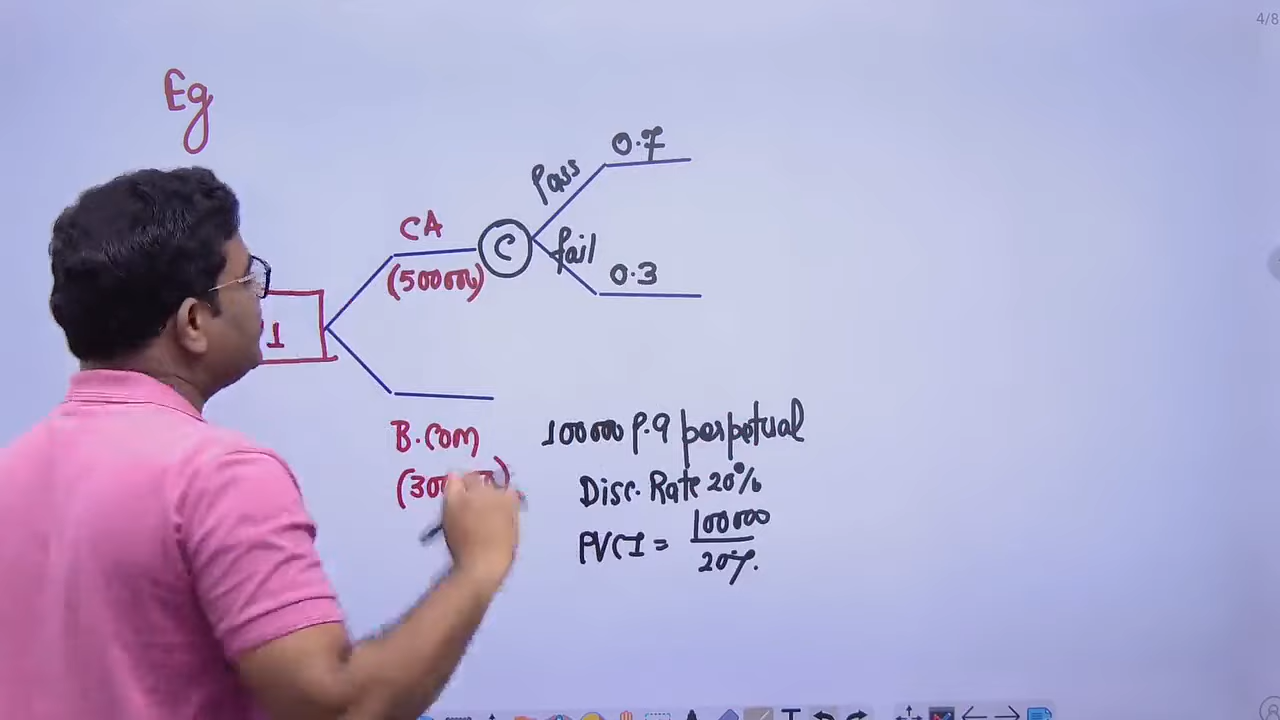 Eg
4/8
Pass
0.7
CA
C
fail
(500000)
0.3
1
B.Com
100000 P.a perpetual
Disc. Rate 20%
PVCI = 100000
20%.